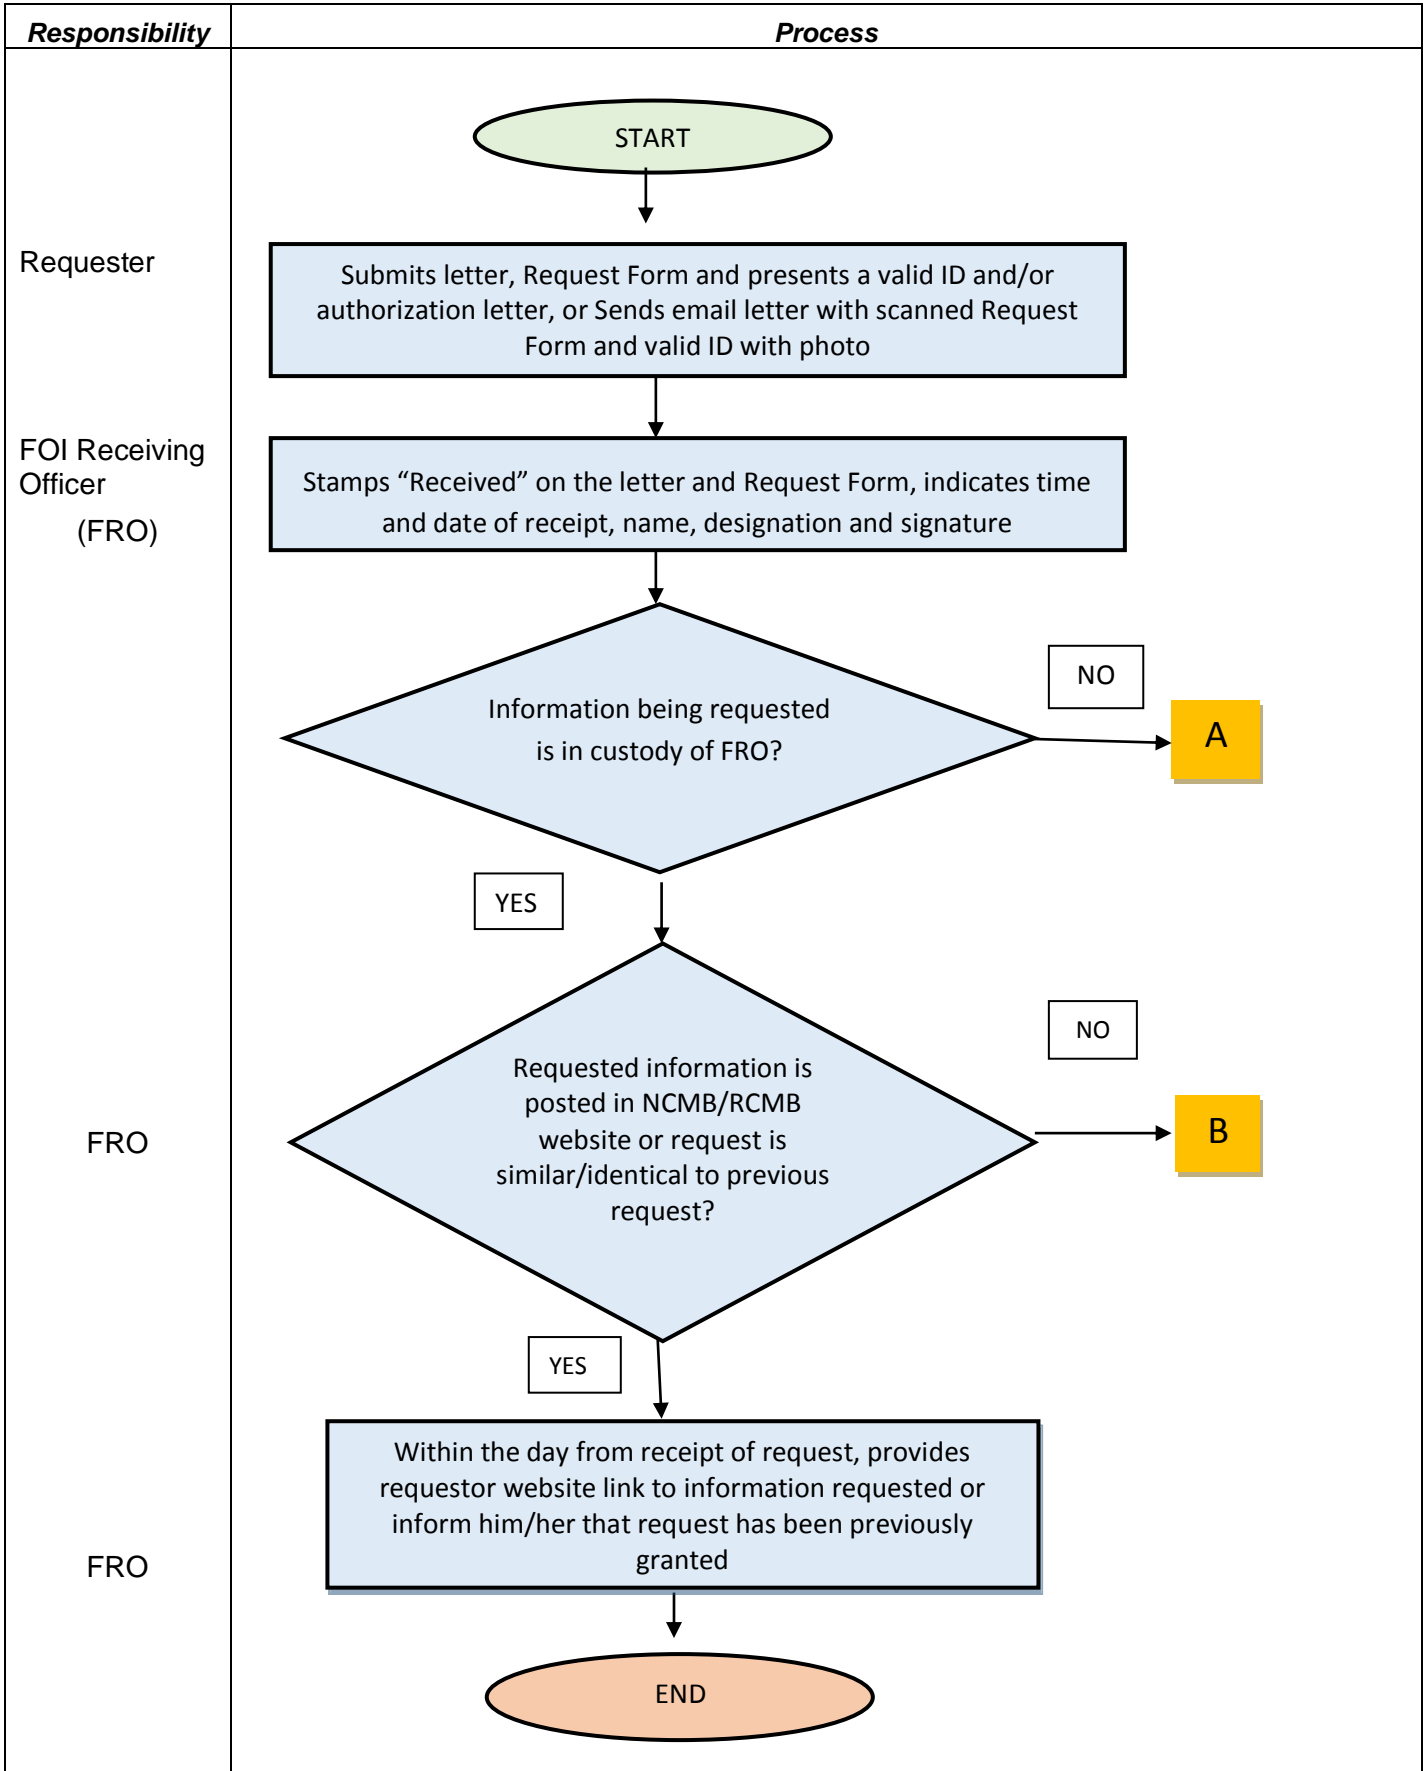 Responsibility
Process
START
Requester
Submits letter, Request Form and presents a valid ID and/or
authorization letter, or Sends email letter with scanned Request
Form and valid ID with photo
FOI Receiving
Officer
(FRO)
Stamps “Received” on the letter and Request Form, indicates time
and date of receipt, name, designation and signature
Information being requested
is in custody of FRO?
NO
A
YES
FRO
Requested information is
posted in NCMB/RCMB
website or request is
similar/identical to previous
request?
NO
B
YES
FRO
Within the day from receipt of request, provides
requestor website link to information requested or
inform him/her that request has been previously
granted
END